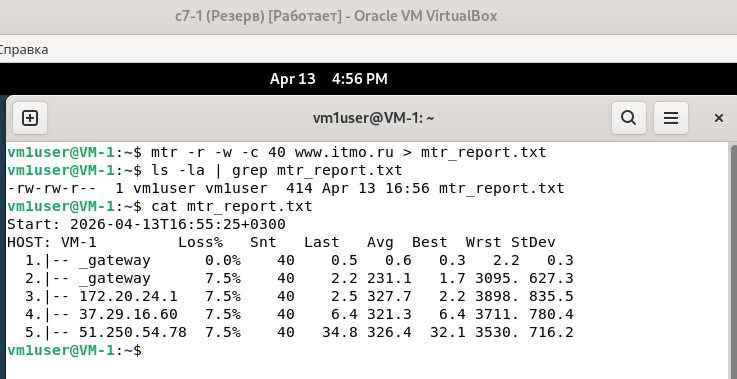 c7-1 (Резерв) [Работает] - Oracle VM VirtualBox
Справка
Apr 13 4:56 PM
vm1user@VM-1: ~
vm1user@VM-1:~$ mtr -r -w -c 40 www.itmo.ru > mtr_report.txt
vm1user@VM-1:~$ ls -la | grep mtr_report.txt
-rw-rw-r-- 1 vm1user vm1user 414 Apr 13 16:56 mtr_report.txt
vm1user@VM-1:~$ cat mtr_report.txt
Start: 2026-04-13T16:55:25+0300
HOST: VM-1 Loss% Snt Last Avg Best Wrst StDev
1.|-- _gateway 0.0% 40 0.5 0.6 0.3 2.2 0.3
2.|-- _gateway 7.5% 40 2.2 231.1 1.7 3095. 627.3
3.|-- 172.20.24.1 7.5% 40 2.5 327.7 2.2 3898. 835.5
4.|-- 37.29.16.60 7.5% 40 6.4 321.3 6.4 3711. 780.4
5.|-- 51.250.54.78 7.5% 40 34.8 326.4 32.1 3530. 716.2
vm1user@VM-1:~$